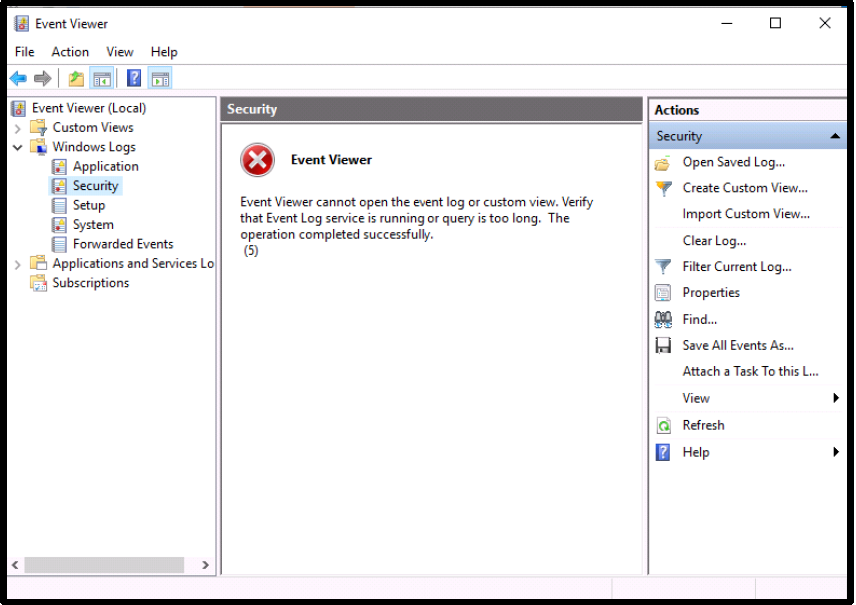 Event Viewer
File Action View Help
Event Viewer (Local)
Custom Views
Windows Logs
Application
Security
Setup
System
Forwarded Events
Applications and Services Lo
Subscriptions
Security
Event Viewer
Event Viewer cannot open the event log or custom view. Verify
that Event Log service is running or query is too long. The
operation completed successfully.
(5)
Actions
Security
Open Saved Log...
Create Custom View...
Import Custom View...
Clear Log...
Filter Current Log...
Properties
Find...
Save All Events As...
Attach a Task To this L...
View
Refresh
Help